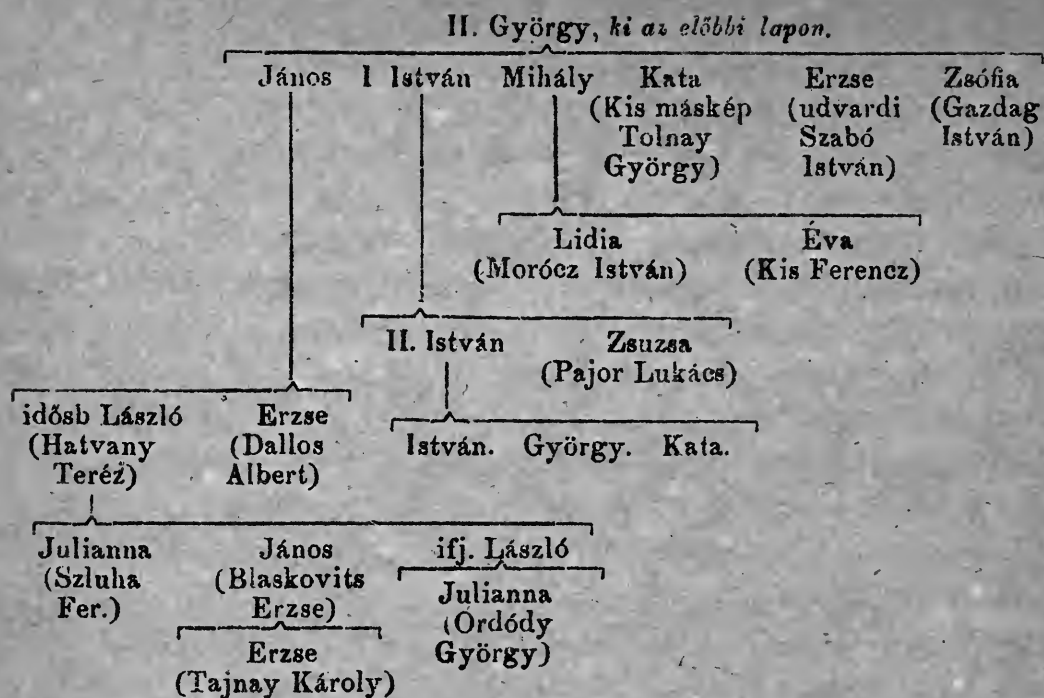 II. György, ki az előbbi lapon.
János I István Mihály Kata Erzse Zsófia
(Kis máskép (udvardi (Gazdag
Tolnay Szabó István)
György) István)
Lidia Éva
(Morócz István) (Kis Ferencz)
II. István Zsuzsa
(Pajor Lukács)
idősb László Erzse István. György. Kata.
(Hatvany (Dallos
Teréz) Albert)
Julianna János ifj. László
(Szluha (Blaskovits Julianna
Fer.) Erzse) (Ordódy
Erzse György)
(Tajnay Károly)